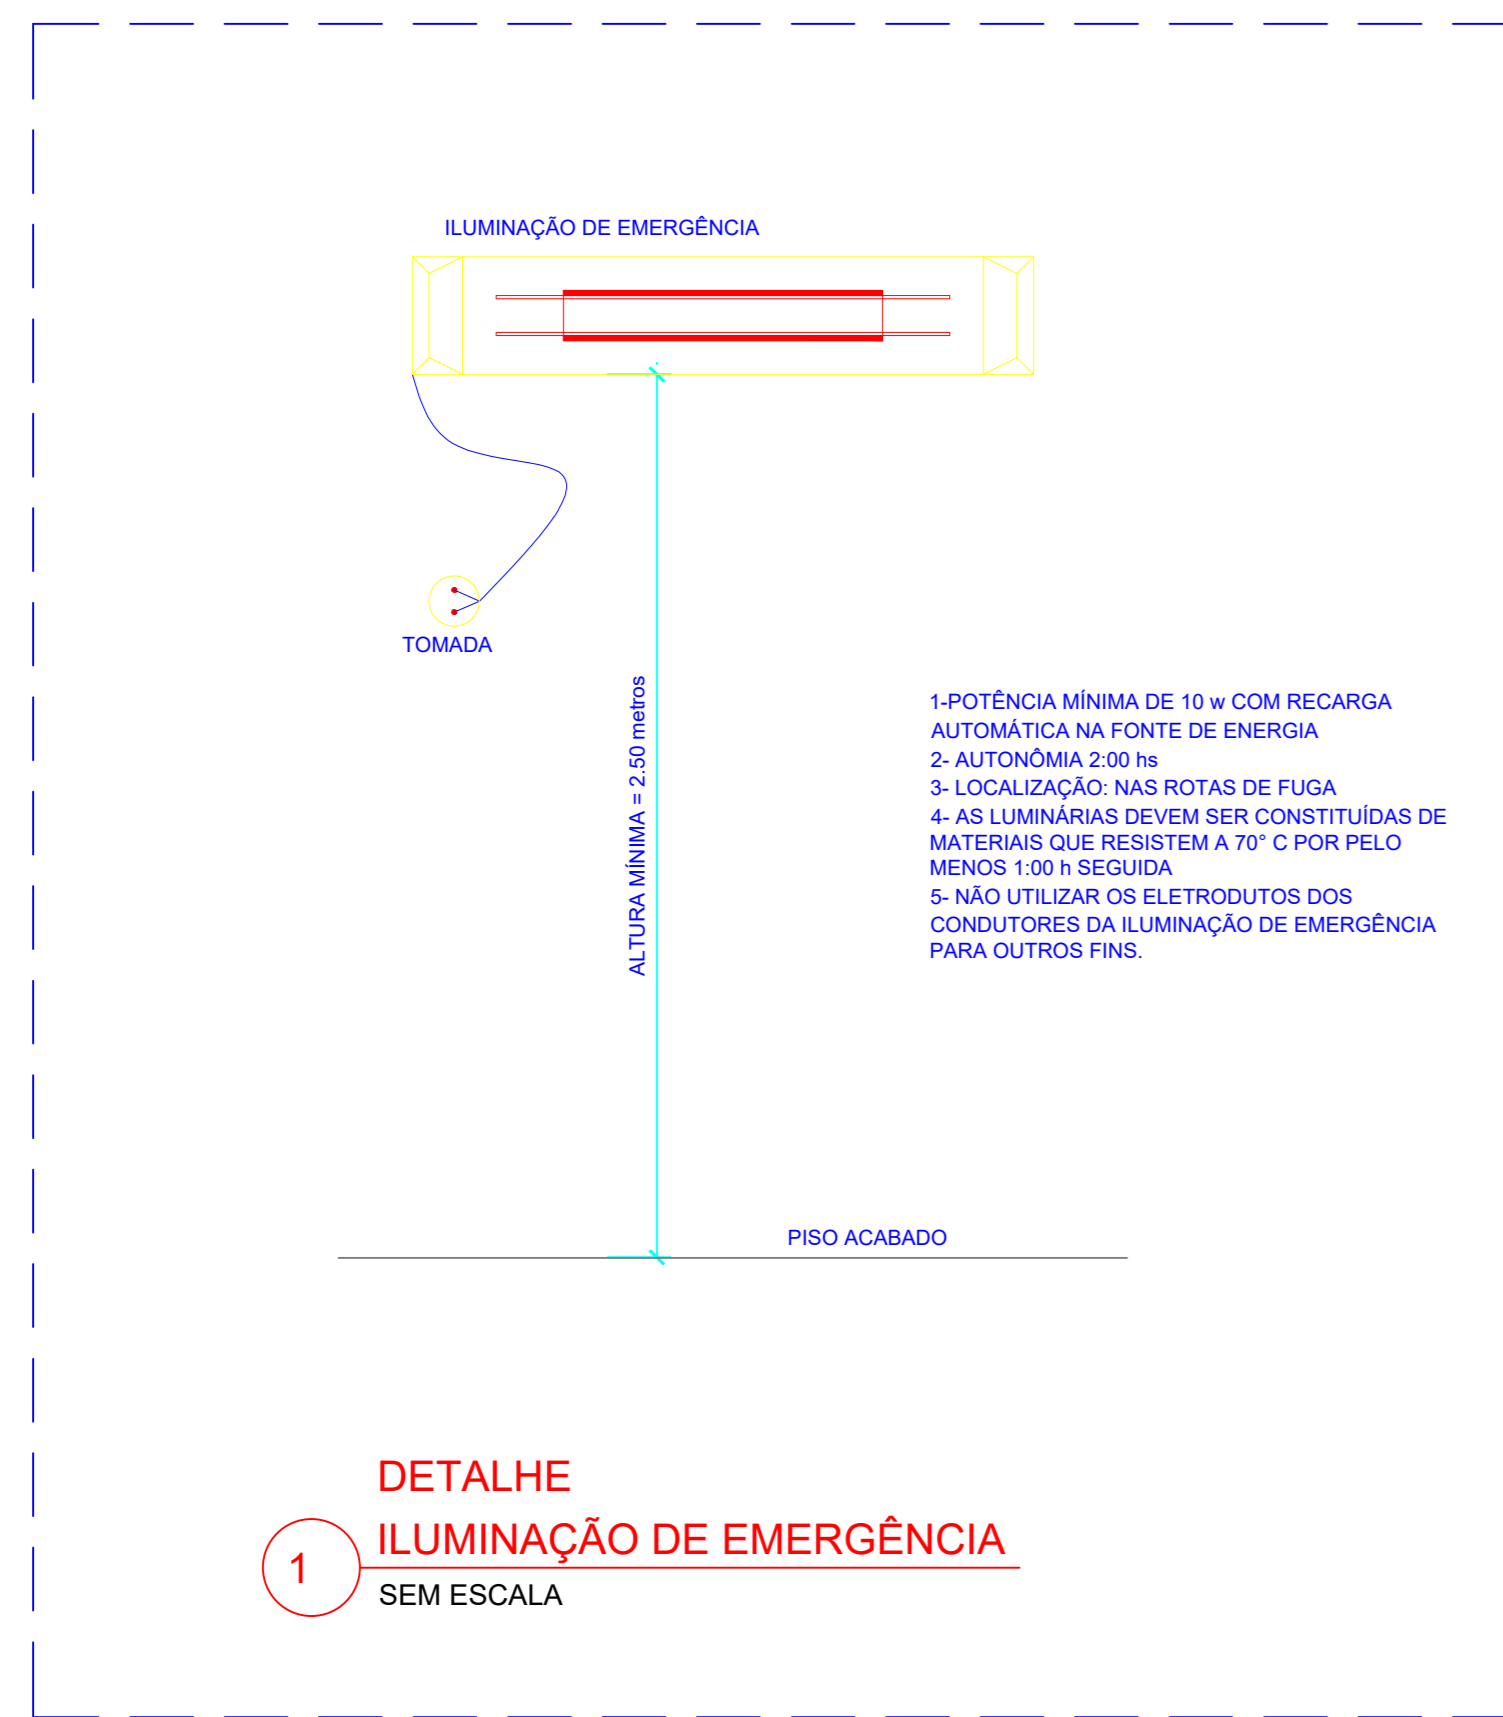 ILUMINAÇÃO DE EMERGÊNCIA
TOMADA
ALTURA MÍNIMA = 2.50 metros
1-POTÊNCIA MÍNIMA DE 10 w COM RECARGA
AUTOMÁTICA NA FONTE DE ENERGIA
2- AUTONÔMIA 2:00 hs
3- LOCALIZAÇÃO: NAS ROTAS DE FUGA
4- AS LUMINÁRIAS DEVEM SER CONSTITUÍDAS DE
MATERIAIS QUE RESISTEM A 70° C POR PELO
MENOS 1:00 h SEGUIDA
5- NÃO UTILIZAR OS ELETRODUTOS DOS
CONDUTORES DA ILUMINAÇÃO DE EMERGÊNCIA
PARA OUTROS FINS.
PISO ACABADO
DETALHE
1
ILUMINAÇÃO DE EMERGÊNCIA
SEM ESCALA